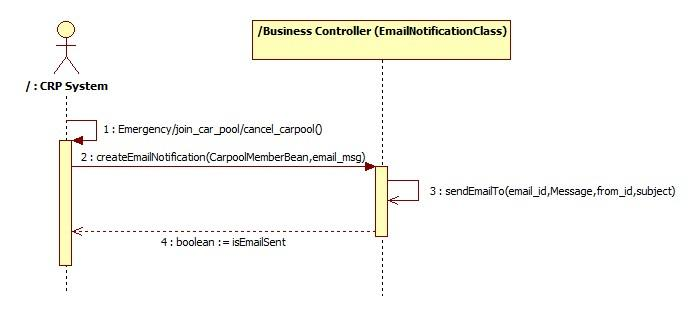 /Business Controller (EmailNotificationClass)
/ : CRP System
1 : Emergency/join_car_pool/cancel_carpool()
2 : createEmailNotification(CarpoolMemberBean,email_msg)
3 : sendEmailTo(email_id,Message,from_id,subject)
4 : boolean := isEmailSent